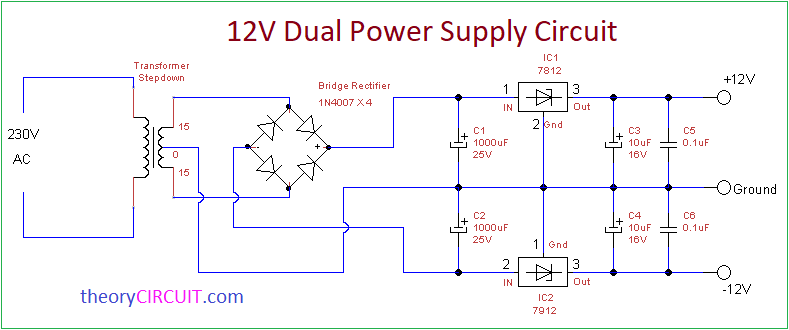 12V Dual Power Supply Circuit
Transformer
Stepdown
Bridge Rectifier
1N4007 X 4
IC1
7812
1
3
IN
Out
2
Gnd
+12V
230V
AC
15
0
15
-
+
+
C1
1000uF
25V
+
C3
10uF
16V
C5
0.1uF
Ground
+
C2
1000uF
25V
+
C4
10uF
16V
C6
0.1uF
1
Gnd
2
3
IN
Out
IC2
7912
-12V
theoryCIRCUIT.com